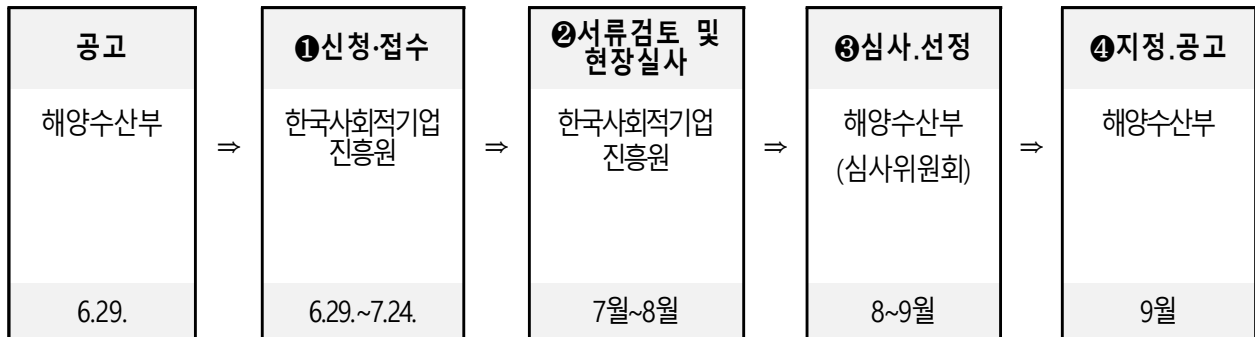 공고
해양수산부
6.29.
⇒
❶신청·접수
한국사회적기업
진흥원
6.29.~7.24.
⇒
❷서류검토 및
현장실사
한국사회적기업
진흥원
7월~8월
⇒
❸심사.선정
해양수산부
(심사위원회)
8~9월
⇒
❹지정.공고
해양수산부
9월